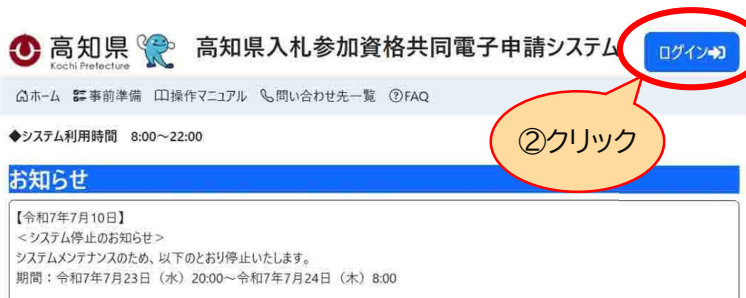 高知県 高知県入札参加資格共同電子申請システム ログイン
Kochi Prefecture
ホーム 事前準備 操作マニュアル 問い合わせ先一覧 FAQ
◆システム利用時間 8:00～22:00
②クリック
お知らせ
【令和7年7月10日】
＜システム停止のお知らせ＞
システムメンテナンスのため、以下のとおり停止いたします。
期間：令和7年7月23日（水）20:00～令和7年7月24日（木）8:00